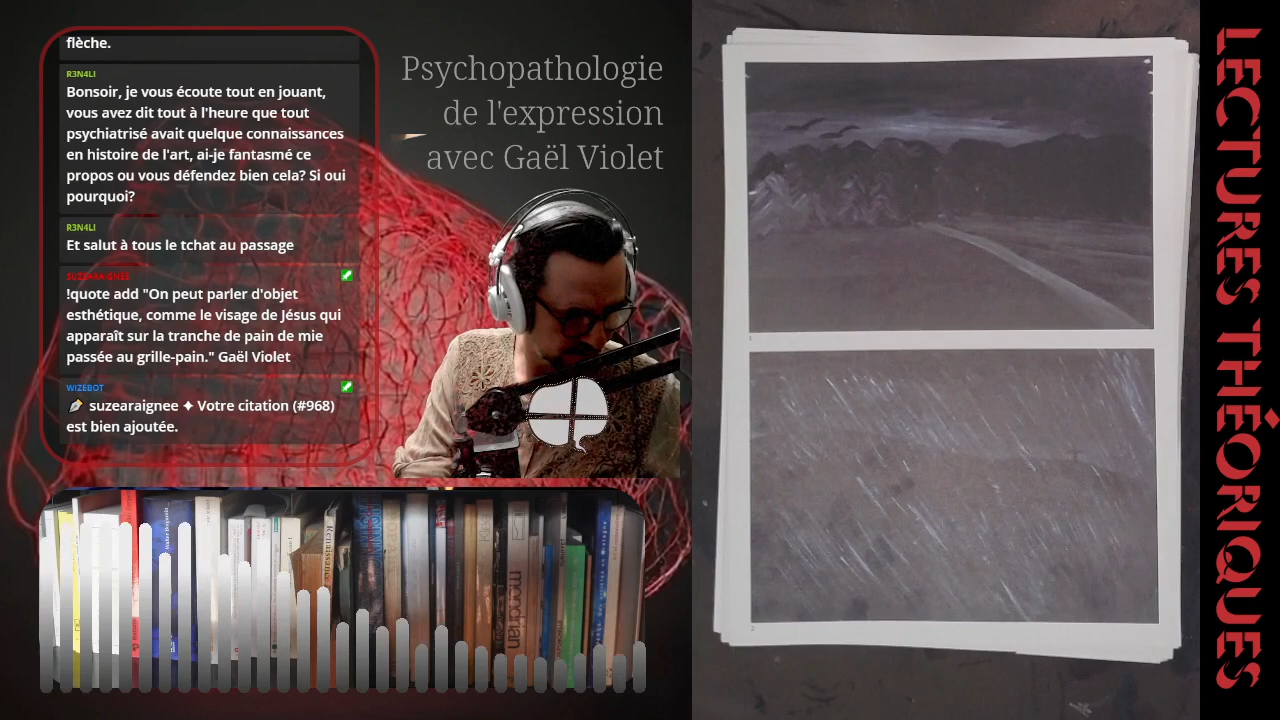 flèche.
R3N4LI
Bonsoir, je vous écoute tout en jouant,
vous avez dit tout à l'heure que tout
psychiatrisé avait quelque connaissances
en histoire de l'art, ai-je fantasmé ce
propos ou vous défendez bien cela? Si oui
pourquoi?
R3N4LI
Et salut à tous le tchat au passage
SUZEARAIGNEE
!quote add "On peut parler d'objet
esthétique, comme le visage de Jésus qui
apparaît sur la tranche de pain de mie
passée au grille-pain." Gaël Violet
WIZEBOT
suzearaignee ✦ Votre citation (#968)
est bien ajoutée.
Psychopathologie
de l'expression
avec Gaël Violet
LECTURES THÉORIQUES
Renaissance
mondrian